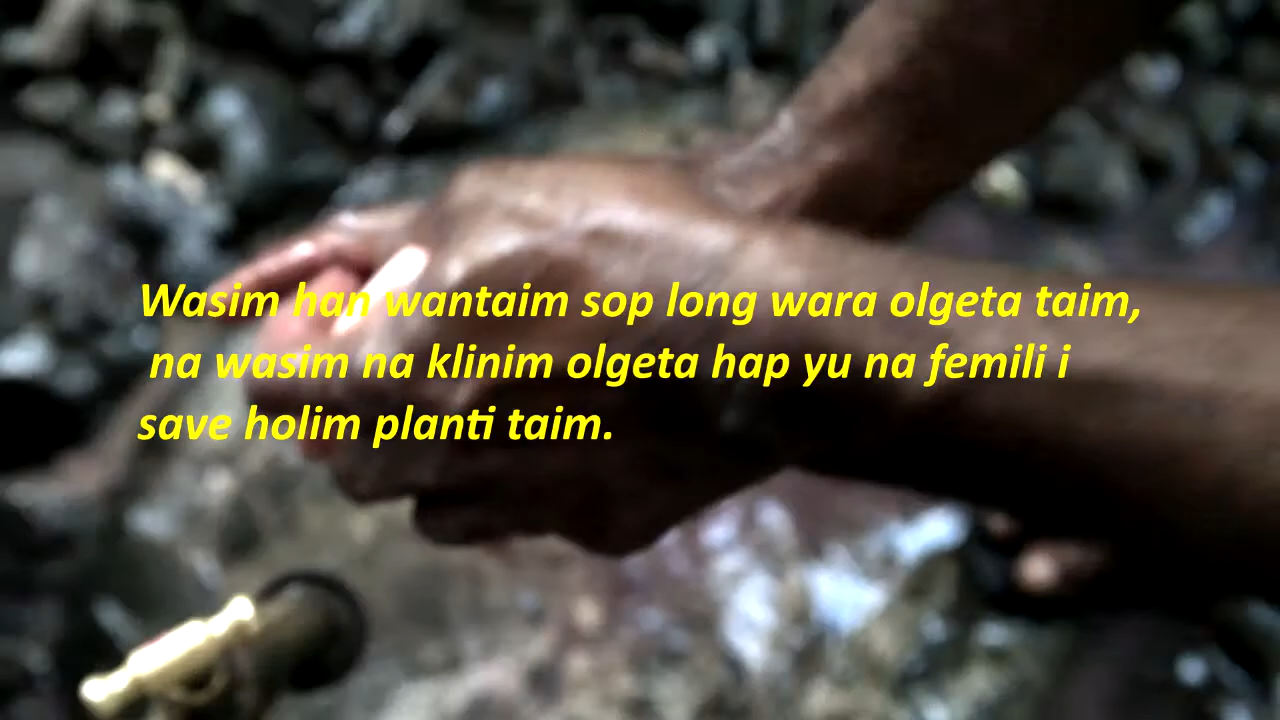 Wasim han wantaim sop long wara olgeta taim,
na wasim na klinim olgeta hap yu na femili i
save holim planti taim.